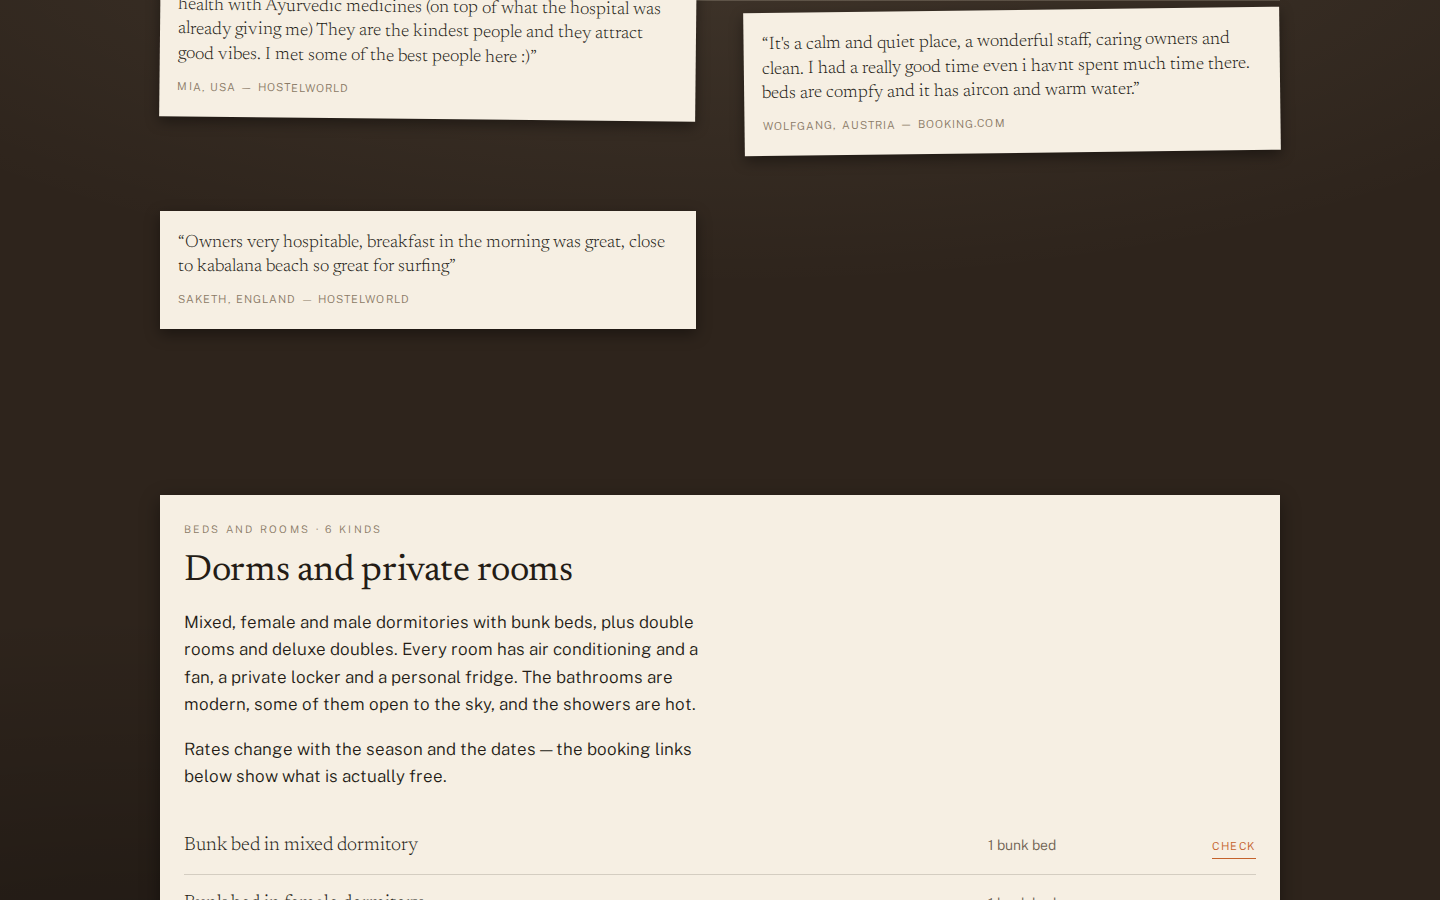 health with Ayurvedic medicines (on top of what the hospital was
already giving me) They are the kindest people and they attract
good vibes. I met some of the best people here :)”
MIA, USA — HOSTELWORLD
“It's a calm and quiet place, a wonderful staff, caring owners and
clean. I had a really good time even i havnt spent much time there.
beds are compfy and it has aircon and warm water.”
WOLFGANG, AUSTRIA — BOOKING.COM
“Owners very hospitable, breakfast in the morning was great, close
to kabalana beach so great for surfing”
SAKETH, ENGLAND — HOSTELWORLD
BEDS AND ROOMS · 6 KINDS
Dorms and private rooms
Mixed, female and male dormitories with bunk beds, plus double
rooms and deluxe doubles. Every room has air conditioning and a
fan, a private locker and a personal fridge. The bathrooms are
modern, some of them open to the sky, and the showers are hot.
Rates change with the season and the dates — the booking links
below show what is actually free.
Bunk bed in mixed dormitory
1 bunk bed
CHECK